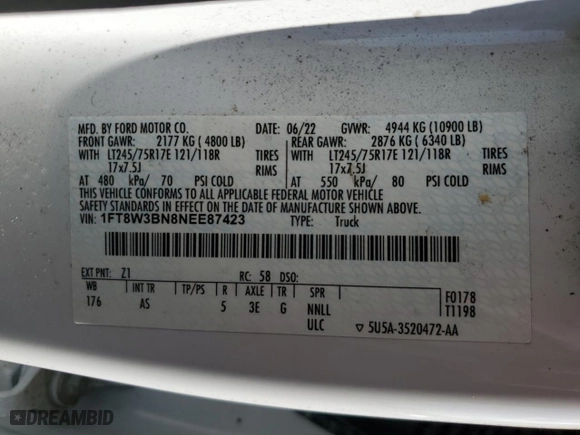 MFD. BY FORD MOTOR CO.
DATE: 06/22 GVWR: 4944 KG (10900 LB)
FRONT GAWR: 2177 KG ( 4800 LB)
REAR GAWR: 2876 KG ( 6340 LB)
WITH LT245/75R17E 121/118R TIRES
WITH LT245/75R17E 121/118R TIRES
17x7.5J RIMS
17x7.5J RIMS
AT 480 kPa/ 70 PSI COLD
AT 550 kPa/ 80 PSI COLD
THIS VEHICLE CONFORMS TO ALL APPLICABLE FEDERAL MOTOR VEHICLE
SAFETY STANDARDS IN EFFECT ON THE DATE OF MANUFACTURE SHOWN ABOVE.
VIN: 1FT8W3BN8NEE87423
TYPE: Truck
EXT PNT: Z1 RC: 58 DSO:
WB INT TR TP/PS R AXLE TR SPR
176 AS 5 3E G NNLL
ULC
F0178
T1198
▽ 5U5A-3520472-AA
DREAMBID